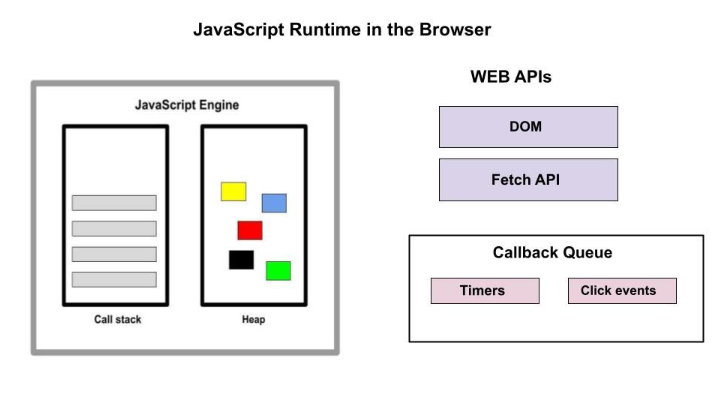 JavaScript Runtime in the Browser
JavaScript Engine
Call stack
Heap
WEB APIs
DOM
Fetch API
Callback Queue
Timers
Click events